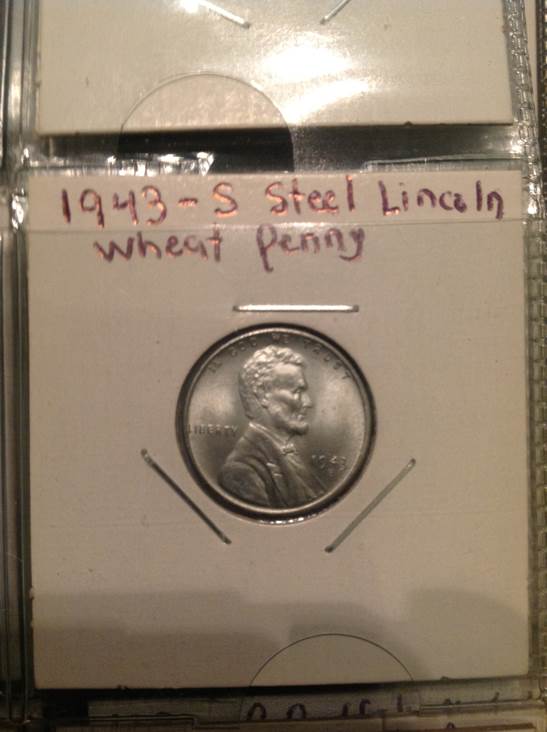 1943-S Steel Lincoln
Wheat Penny
IN GOD WE TRUST
LIBERTY
1943